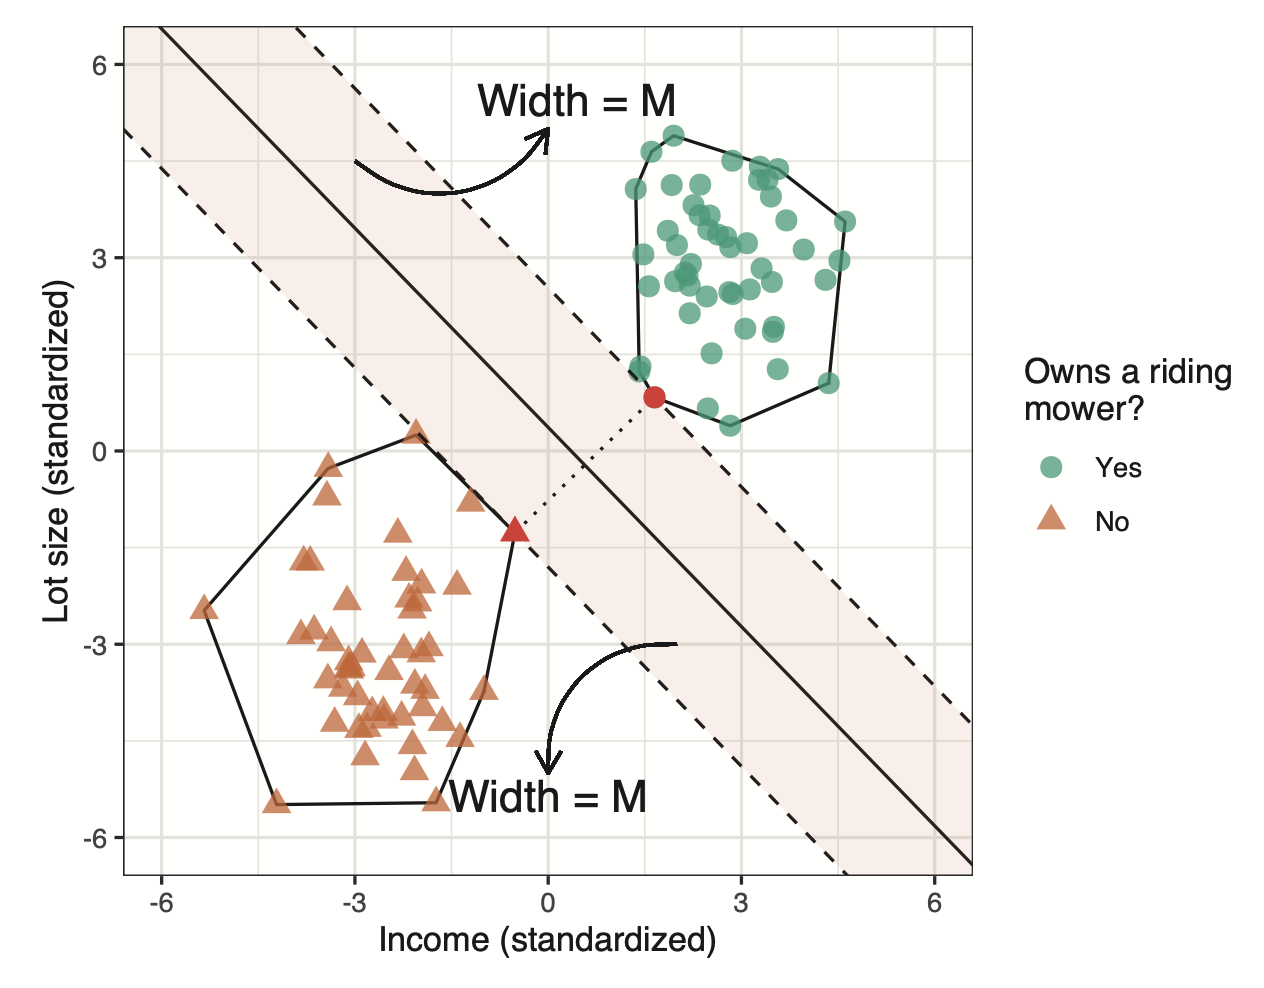 6
3
0
-3
-6
Lot size (standardized)
Width = M
Width = M
-6
-3
0
3
6
Income (standardized)
Owns a riding
mower?
Yes
No